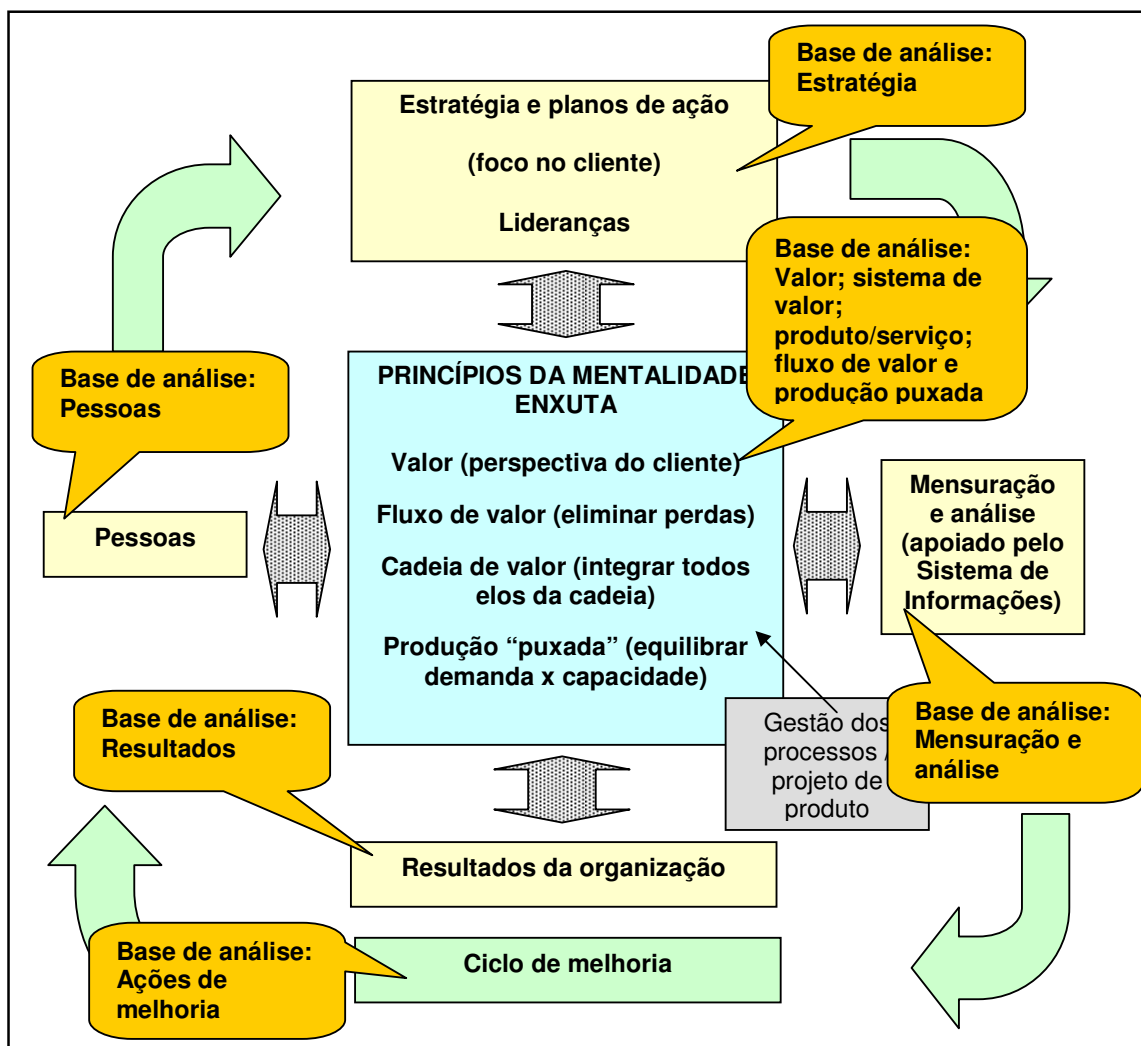 Base de análise:
Estratégia
Estratégia e planos de ação
(foco no cliente)
Lideranças
Base de análise:
Valor; sistema de
valor;
produto/serviço;
fluxo de valor e
produção puxada
Base de análise:
Pessoas
Pessoas
PRINCÍPIOS DA MENTALIDADE
ENXUTA
Valor (perspectiva do cliente)
Fluxo de valor (eliminar perdas)
Cadeia de valor (integrar todos
elos da cadeia)
Produção “puxada” (equilibrar
demanda x capacidade)
Mensuração
e análise
(apoiado pelo
Sistema de
Informações)
Gestão dos
processos /
projeto de
produto
Base de análise:
Mensuração e
análise
Base de análise:
Resultados
Resultados da organização
Base de análise:
Ações de
melhoria
Ciclo de melhoria